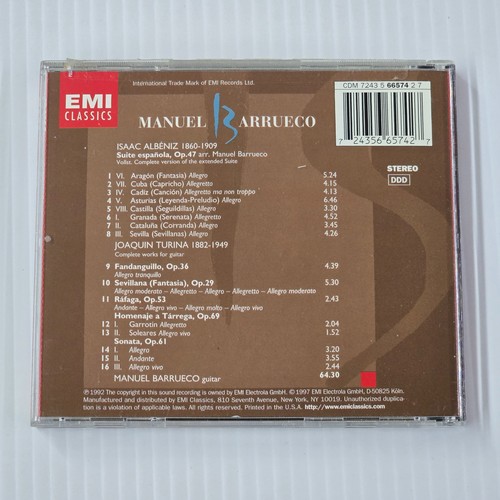 International Trade Mark of EMI Records Ltd.
EMI
CLASSICS
CDM 7243 5 66574 2 7
7 24356 65742 7
MANUEL BARRUECO
ISAAC ALBÉNIZ 1860-1909
Suite española, Op.47 arr. Manuel Barrueco
Complete version of the extended Suite
STEREO
DDD
1 VI. Aragón (Fantasia) Allegro 5.24
2 VII. Cuba (Capricho) Allegretto 4.15
3 IV. Cadiz (Canción) Allegretto ma non troppo 4.13
4 V. Asturias (Leyenda-Preludio) Allegro 6.46
5 VIII. Castilla (Seguildillas) Allegro 3.30
6 I. Granada (Serenata) Allegretto 4.52
7 II. Cataluña (Corranda) Allegro 3.45
8 III. Sevilla (Sevillanas) Allegro 4.26
JOAQUIN TURINA 1882-1949
Complete works for guitar
9 Fandanguillo, Op.36 4.39
Allegro tranquillo
10 Sevillana (Fantasia), Op.29 5.30
Allegro moderato – Allegretto – Allegro – Allegretto – Allegro moderato
11 Ráfaga, Op.53 2.43
Andante – Allegro vivo – Allegro molto – Allegro vivo
Homenaje a Tárrega, Op.69
12 I. Garrotín Allegretto 2.04
13 II. Soleares Allegro vivo 1.52
Sonata, Op.61
14 I. Allegro 3.20
15 II. Andante 3.55
16 III. Allegro vivo 2.44
MANUEL BARRUECO guitar 64.30
℗ 1992 The copyright in this sound recording is owned by EMI Electrola GmbH. © 1997 EMI Electrola GmbH, D-50825 Köln.
Manufactured and distributed by EMI Classics, 810 Seventh Avenue, New York, NY, 10019. Unauthorized duplica-
tion is a violation of applicable laws. All rights reserved. Printed in the U.S.A. http://www.emiclassics.com